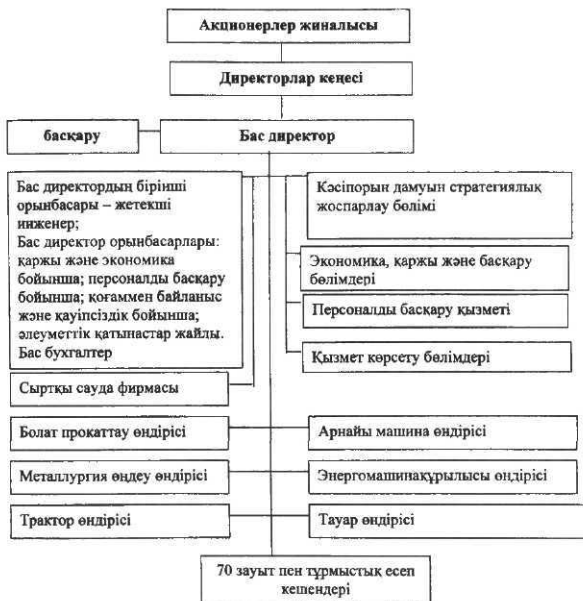 Акционерлер жиналысы
Директорлар кеңесі
басқару
Бас директор
Бас директордың бірінші
орынбасары – жетекші
инженер;
Бас директор орынбасарлары:
қаржы және экономика
бойынша; персоналды басқару
бойынша; қоғаммен байланыс
және қауіпсіздік бойынша;
әлеуметтік қатынастар жайлы.
Бас бухгалтер
Кәсіпорын дамуын стратегиялық
жоспарлау бөлімі
Экономика, қаржы және басқару
бөлімдері
Персоналды басқару қызметі
Қызмет көрсету бөлімдері
Сыртқы сауда фирмасы
Болат прокаттау өндірісі
Арнайы машина өндірісі
Металлургия өңдеу өндірісі
Энергомашинақұрылысы өндірісі
Трактор өндірісі
Тауар өндірісі
70 зауыт пен тұрмыстық есеп
кешендері